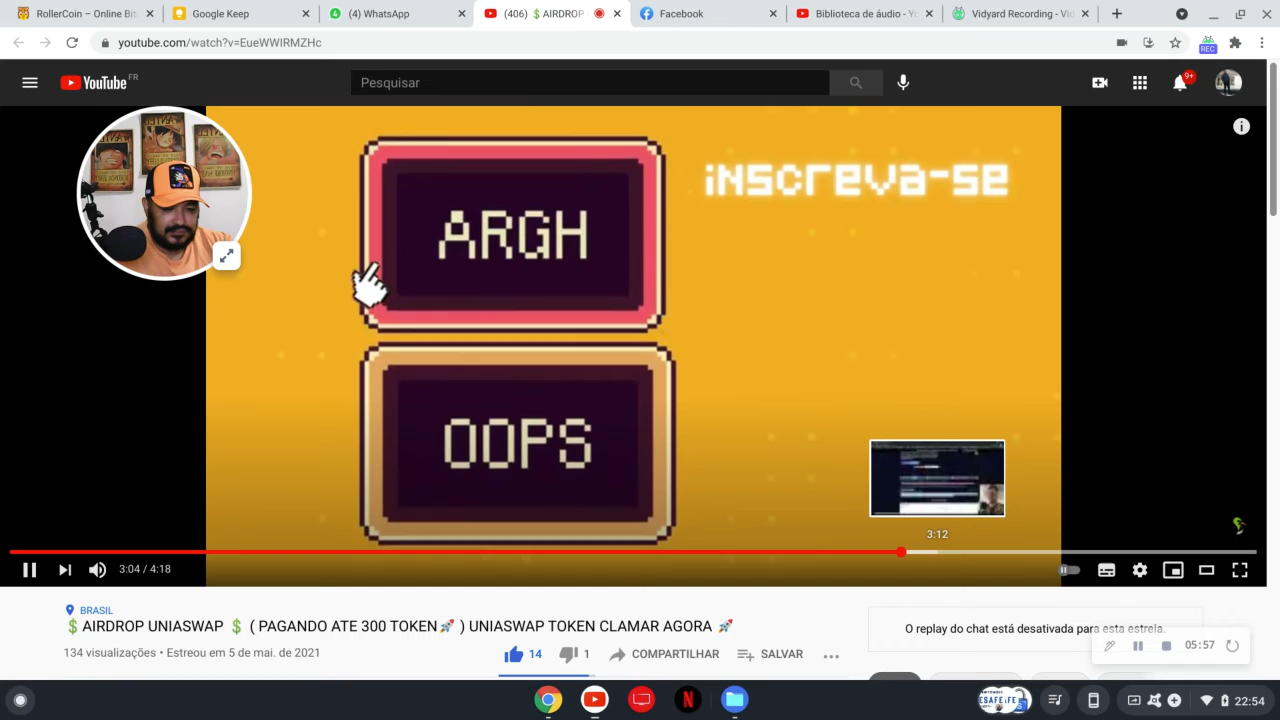 RollerCoin – Online Bit
Google Keep
(4) WhatsApp
(406) $AIRDROP
Facebook
Biblioteca de áudio - Yo
Vidyard Recording - Vid
youtube.com/watch?v=EueWWIRMZHc
REC
YouTube FR
Pesquisar
9+
INSCREVA-SE
ARGH
OOPS
3:12
3:04 / 4:18
BRASIL
💲AIRDROP UNIASWAP 💲 ( PAGANDO ATE 300 TOKEN🚀 ) UNIASWAP TOKEN CLAMAR AGORA 🚀
134 visualizações • Estreou em 5 de mai. de 2021
14
1
COMPARTILHAR
SALVAR
O replay do chat está desativada para esta estreia.
05:57
22:54